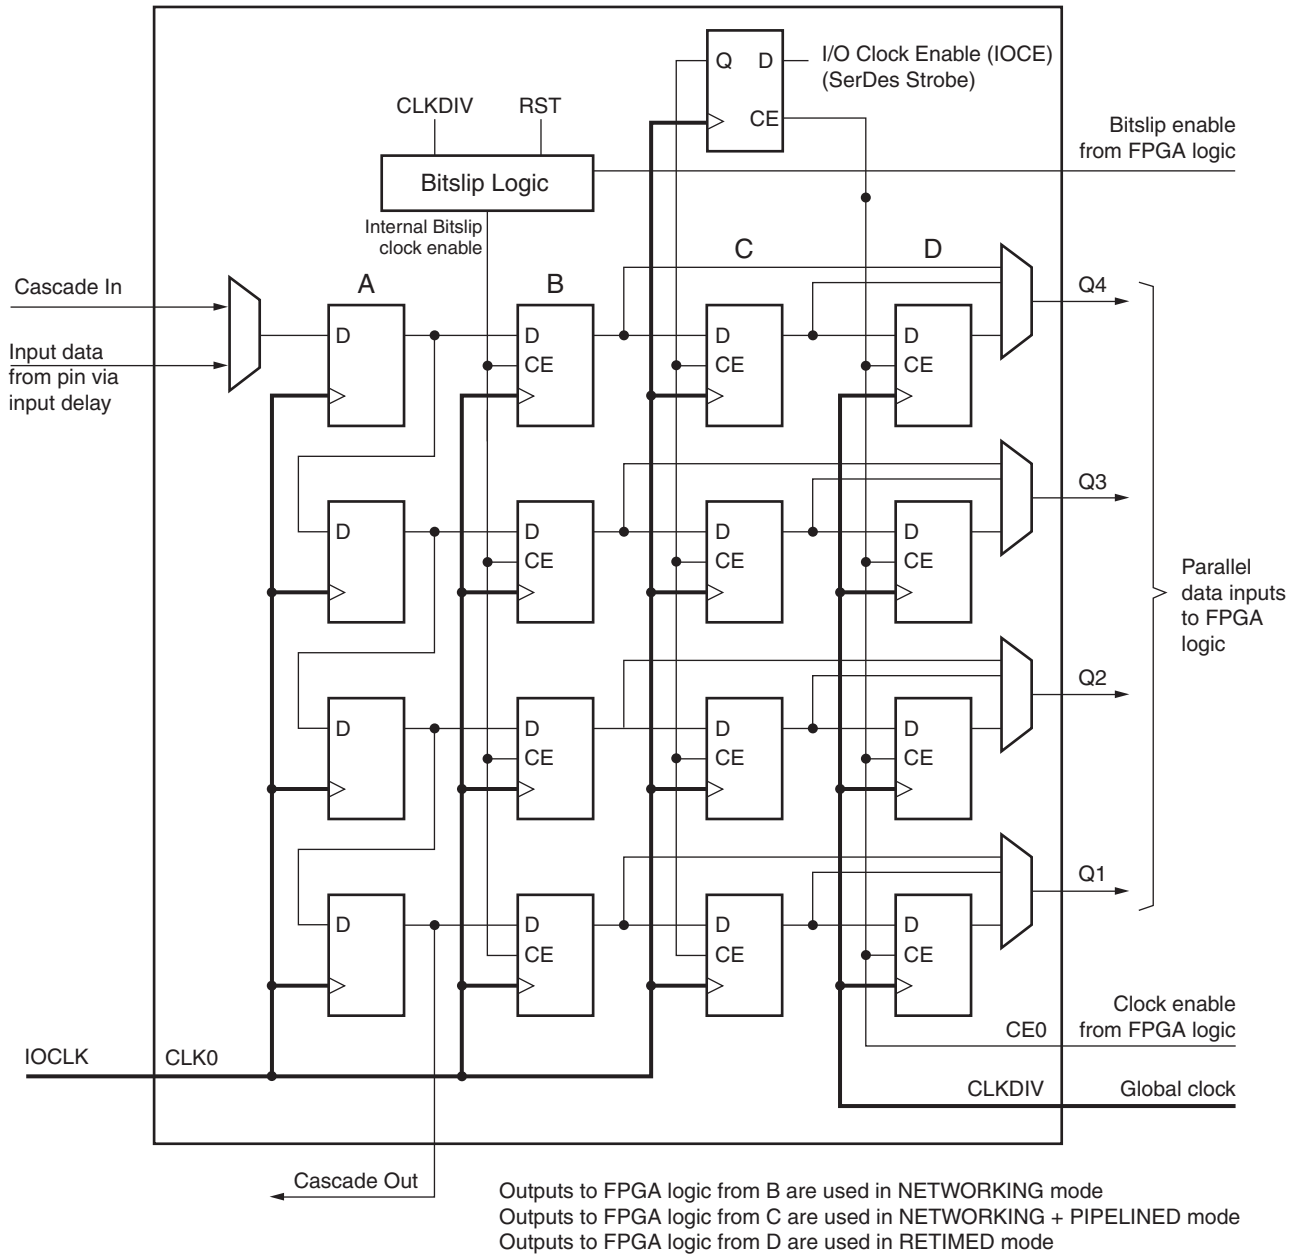 Q D
I/O Clock Enable (IOCE)
(SerDes Strobe)
CE
CLKDIV RST
Bitslip enable
from FPGA logic
Bitslip Logic
Internal Bitslip
clock enable
A B C D
Cascade In
Input data
from pin via
input delay
D D D D
CE CE CE
Q4
D D D D
CE CE CE
Q3
Parallel
data inputs
to FPGA
logic
D D D D
CE CE CE
Q2
D D D D
CE CE CE
Q1
Clock enable
from FPGA logic
CE0
IOCLK CLK0
CLKDIV Global clock
Cascade Out
Outputs to FPGA logic from B are used in NETWORKING mode
Outputs to FPGA logic from C are used in NETWORKING + PIPELINED mode
Outputs to FPGA logic from D are used in RETIMED mode